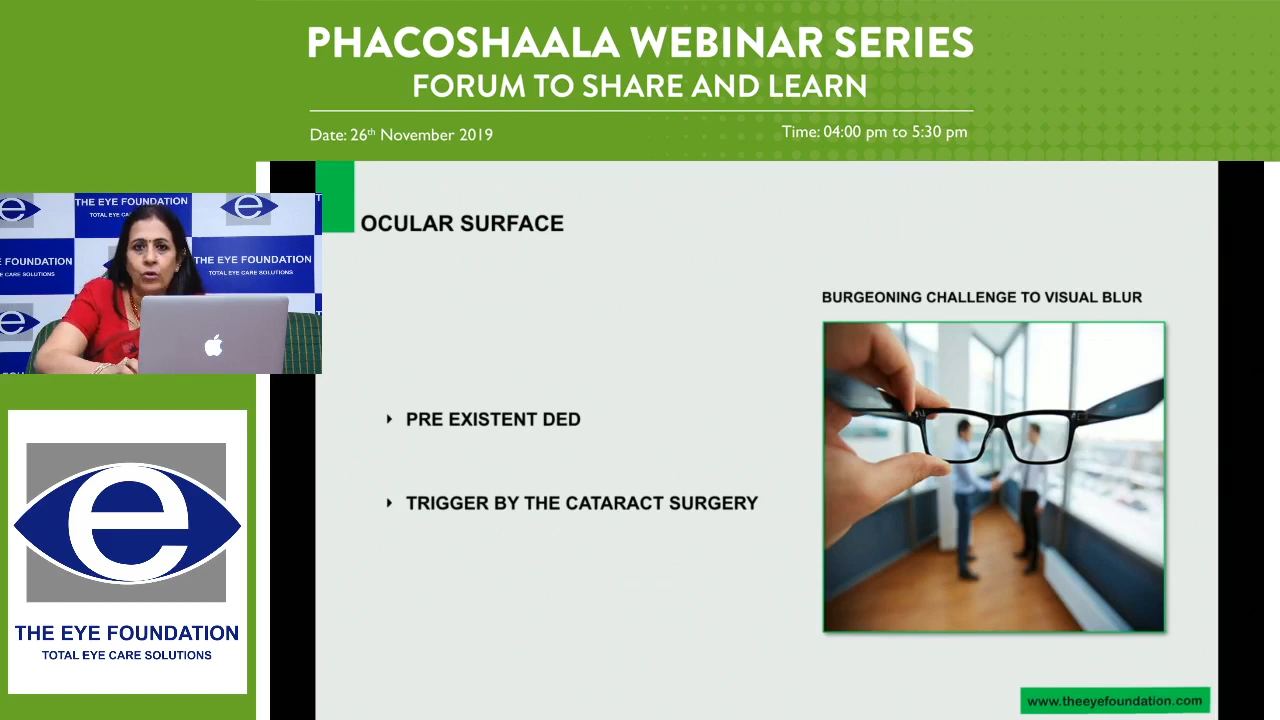 PHACOSHAALA WEBINAR SERIES
FORUM TO SHARE AND LEARN
Date: 26th November 2019
Time: 04:00 pm to 5:30 pm
THE EYE FOUNDATION
TOTAL EYE CA
E FOUNDATION
E CARE SOLUTIONS
THE EYE FOUNDATION
TOTAL EYE CARE SOLUTIONS
OCULAR SURFACE
BURGEONING CHALLENGE TO VISUAL BLUR
PRE EXISTENT DED
TRIGGER BY THE CATARACT SURGERY
e
THE EYE FOUNDATION
TOTAL EYE CARE SOLUTIONS
www.theeyefoundation.com